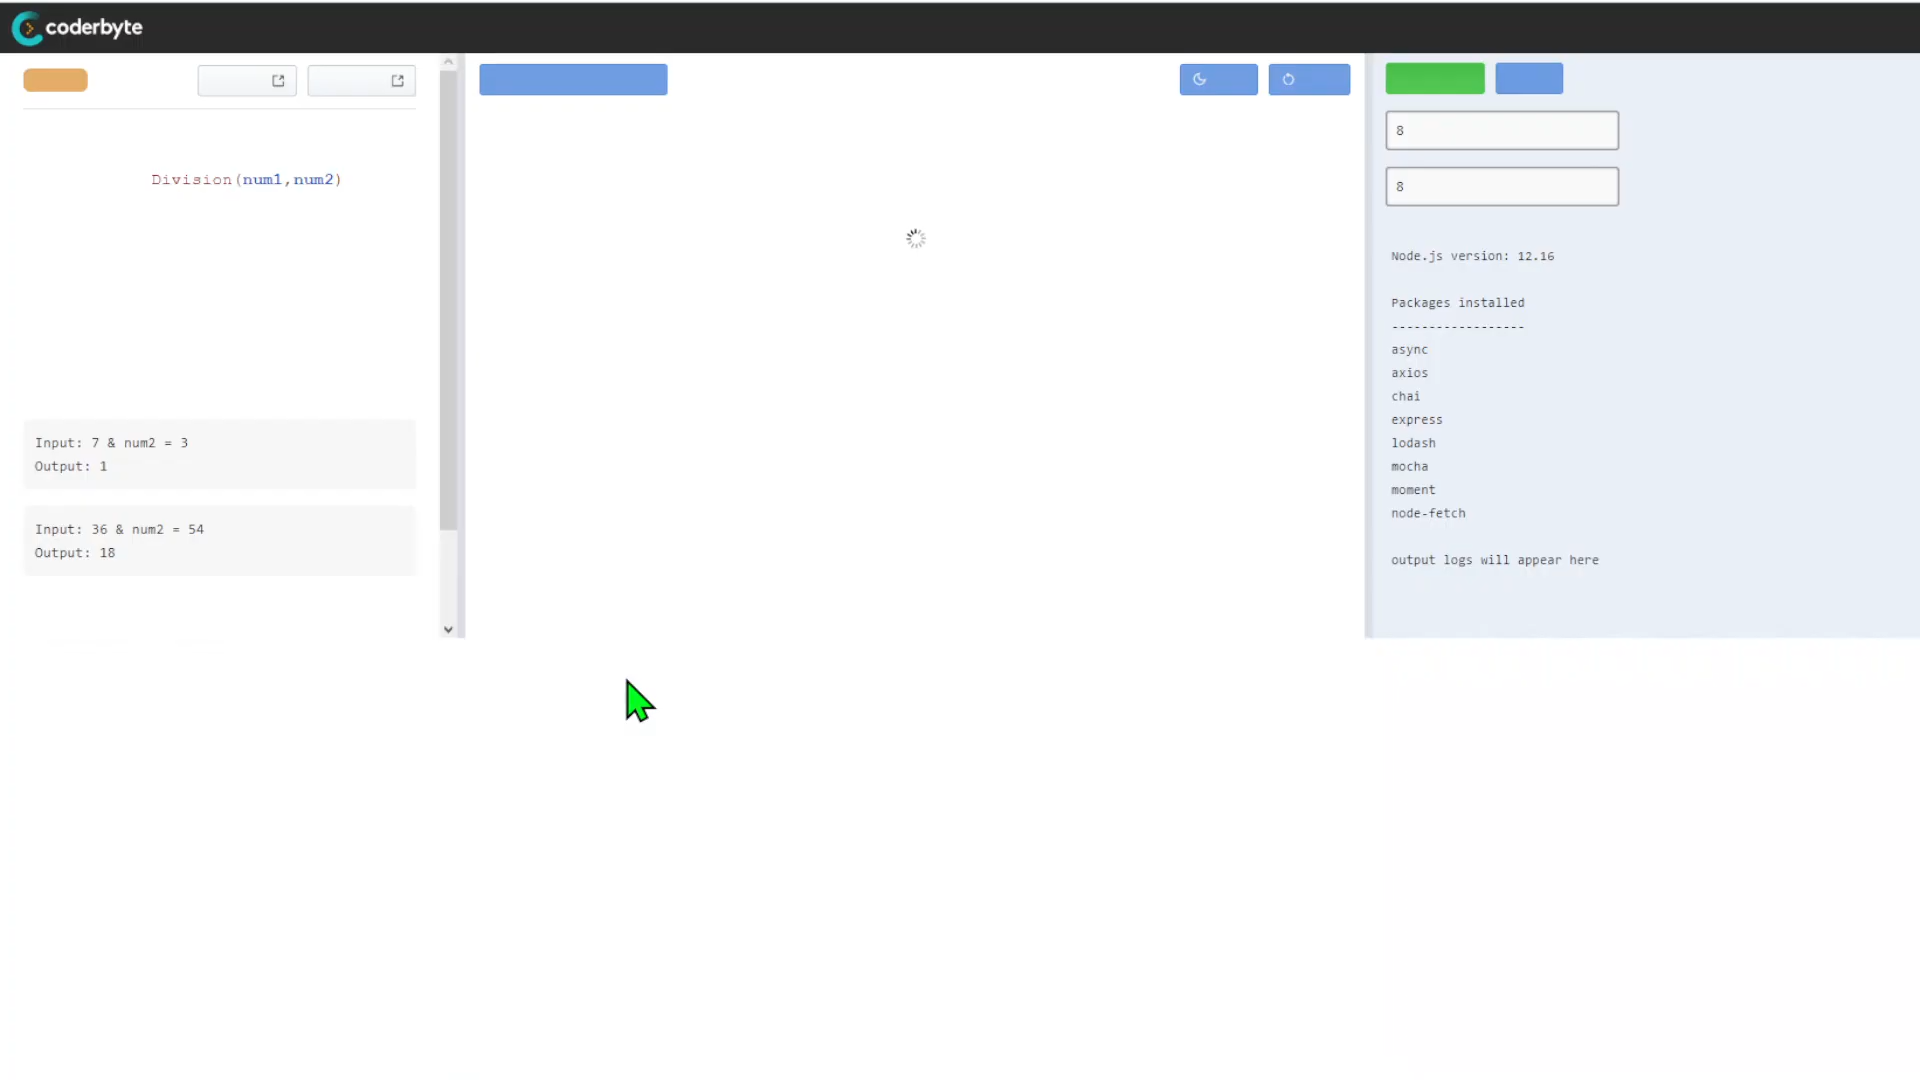 coderbyte
Division(num1,num2)
Input: 7 & num2 = 3
Output: 1
Input: 36 & num2 = 54
Output: 18
8
8
Node.js version: 12.16
Packages installed
------------------
async
axios
chai
express
lodash
mocha
moment
node-fetch
output logs will appear here